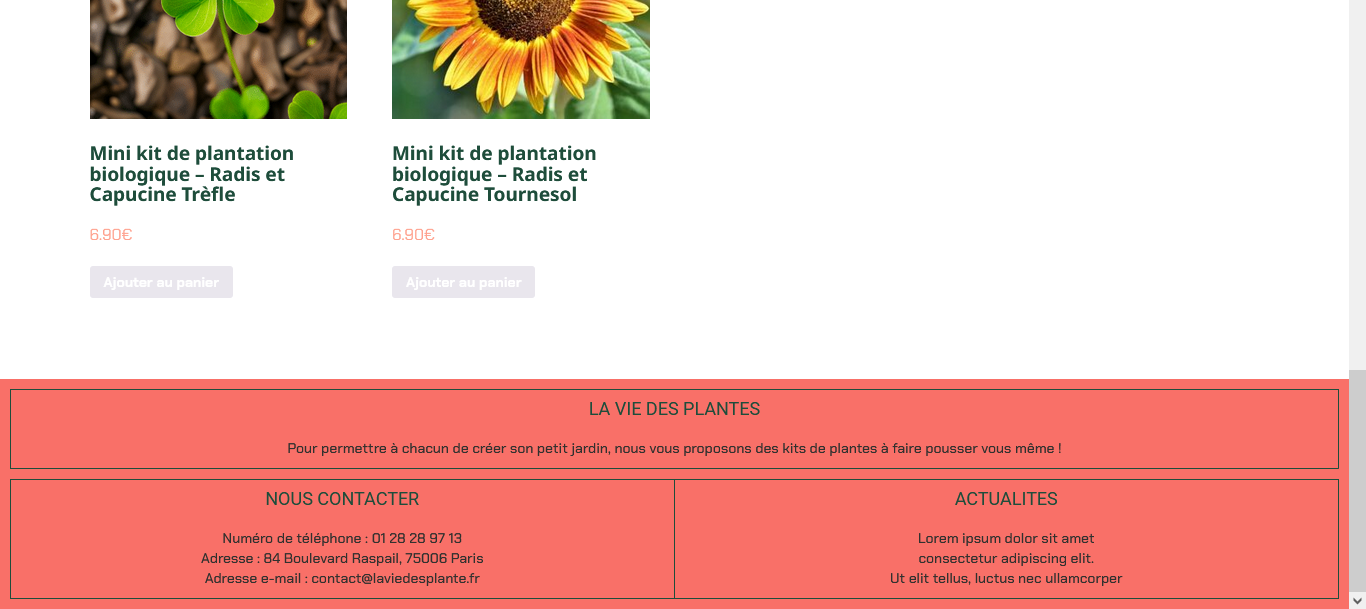 Mini kit de plantation
biologique – Radis et
Capucine Trèfle
6.90€
Ajouter au panier
Mini kit de plantation
biologique – Radis et
Capucine Tournesol
6.90€
Ajouter au panier
LA VIE DES PLANTES
Pour permettre à chacun de créer son petit jardin, nous vous proposons des kits de plantes à faire pousser vous même !
NOUS CONTACTER
Numéro de téléphone : 01 28 28 97 13
Adresse : 84 Boulevard Raspail, 75006 Paris
Adresse e-mail : contact@laviedesplante.fr
ACTUALITES
Lorem ipsum dolor sit amet
consectetur adipiscing elit.
Ut elit tellus, luctus nec ullamcorper